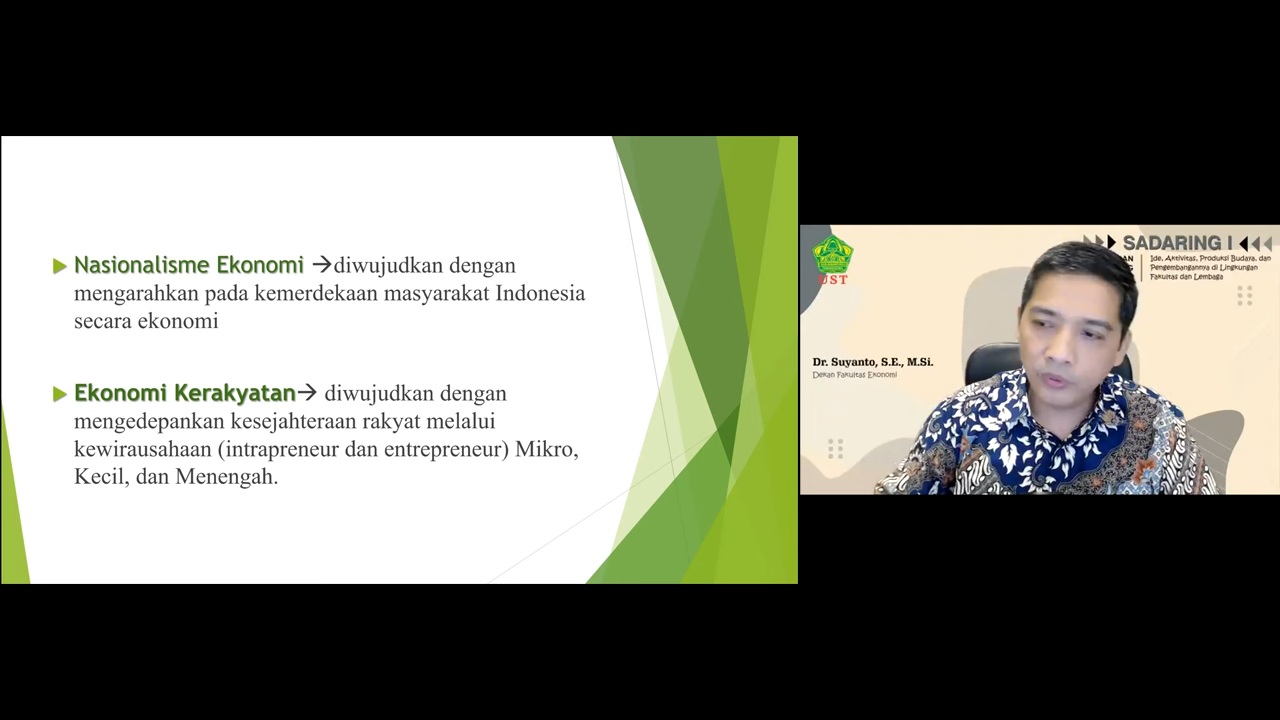 Nasionalisme Ekonomi →diwujudkan dengan
mengarahkan pada kemerdekaan masyarakat Indonesia
secara ekonomi
Ekonomi Kerakyatan→ diwujudkan dengan
mengedepankan kesejahteraan rakyat melalui
kewirausahaan (intrapreneur dan entrepreneur) Mikro,
Kecil, dan Menengah.
UST
SADARING I
Ide, Aktivitas, Produksi Budaya, dan
Pengembangannya di Lingkungan
Fakultas dan Lembaga
Dr. Suyanto, S.E., M.Si.
Dekan Fakultas Ekonomi